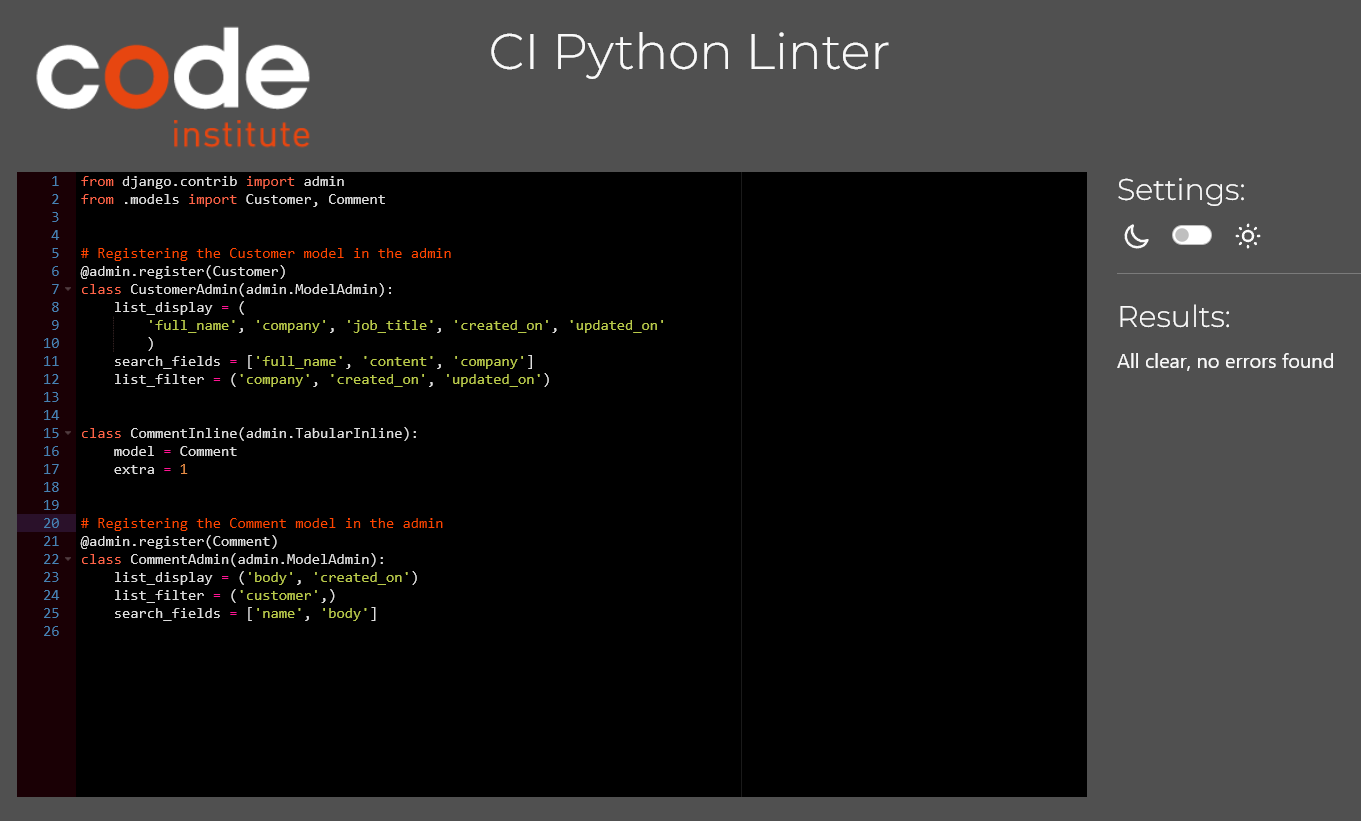 code
institute
CI Python Linter
1 from django.contrib import admin
2 from .models import Customer, Comment
3
4
5 # Registering the Customer model in the admin
6 @admin.register(Customer)
7 class CustomerAdmin(admin.ModelAdmin):
8     list_display = (
9         'full_name', 'company', 'job_title', 'created_on', 'updated_on'
10         )
11     search_fields = ['full_name', 'content', 'company']
12     list_filter = ('company', 'created_on', 'updated_on')
13
14
15 class CommentInline(admin.TabularInline):
16     model = Comment
17     extra = 1
18
19
20 # Registering the Comment model in the admin
21 @admin.register(Comment)
22 class CommentAdmin(admin.ModelAdmin):
23     list_display = ('body', 'created_on')
24     list_filter = ('customer',)
25     search_fields = ['name', 'body']
26
Settings:
Results:
All clear, no errors found